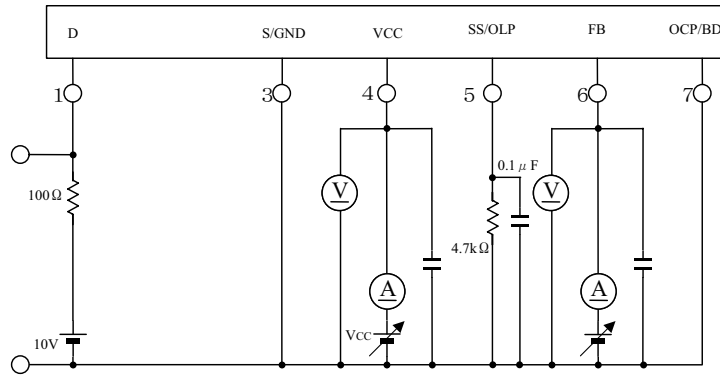 D S/GND VCC SS/OLP FB OCP/BD
1 3 4 5 6 7
0.1 μ F
V V
100Ω
4.7kΩ
A A
VCC
10V